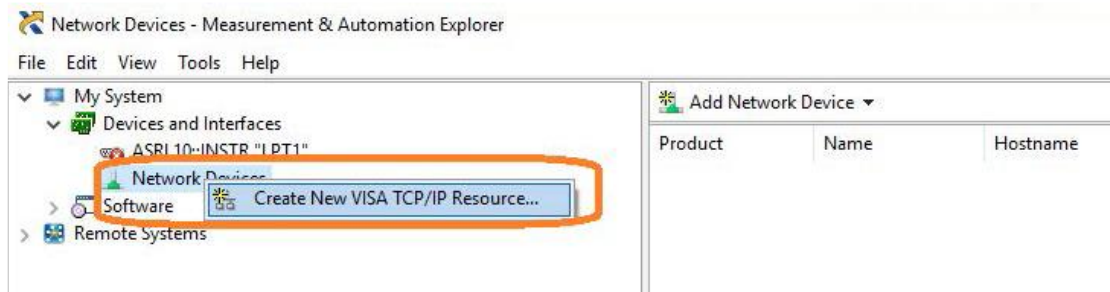 Network Devices - Measurement & Automation Explorer
File Edit View Tools Help
My System
Devices and Interfaces
ASRL10::INSTR "LPT1"
Network Devices
Create New VISA TCP/IP Resource...
Software
Remote Systems
Add Network Device
Product Name Hostname